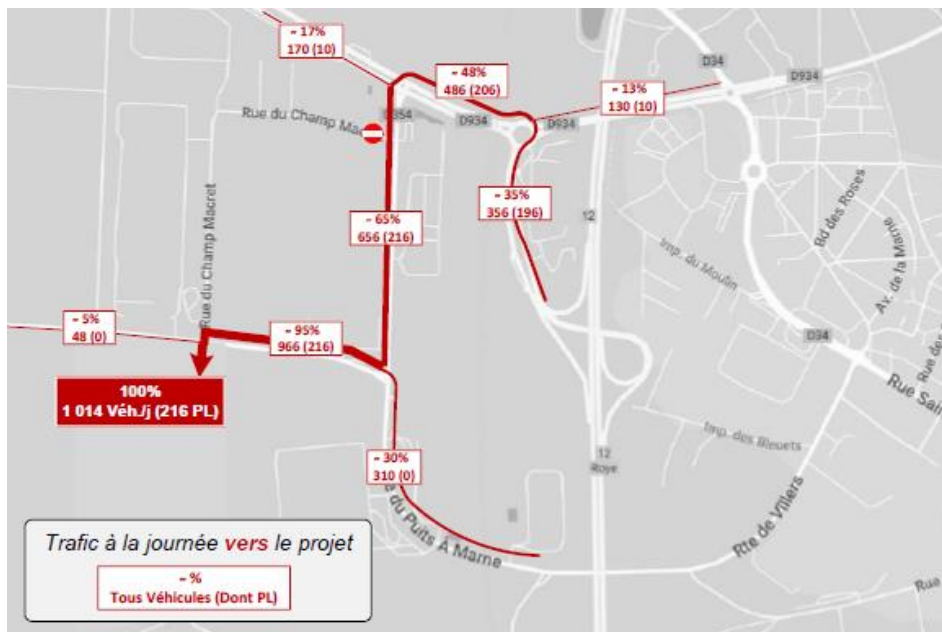 ~ 17%
170 (10)
~ 48%
486 (206)
D34
~ 13%
130 (10)
D934
Rue du Champ Mac
D934
D934
~ 35%
356 (196)
~ 65%
656 (216)
12
Bd des Roses
Av. de la Marne
Imp. du Moulin
Rue du Champ Macret
~ 5%
48 (0)
~ 95%
966 (216)
D34
Rue des
Rue Sain
100%
1 014 Véh./j (216 PL)
Imp. des Bleuets
~ 30%
310 (0)
12
Roye
du Puits À Marne
Rte de Villers
Rue
Trafic à la journée vers le projet
~ %
Tous Véhicules (Dont PL)